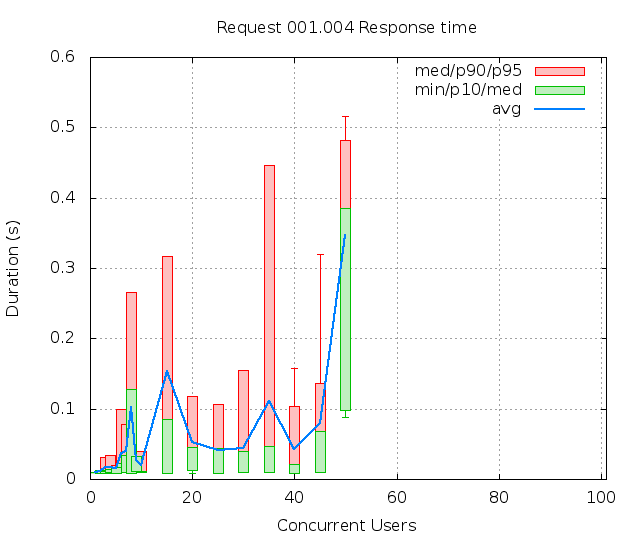 Request 001.004 Response time
med/p90/p95
min/p10/med
avg
Duration (s)
0.6
0.5
0.4
0.3
0.2
0.1
0
0 20 40 60 80 100
Concurrent Users